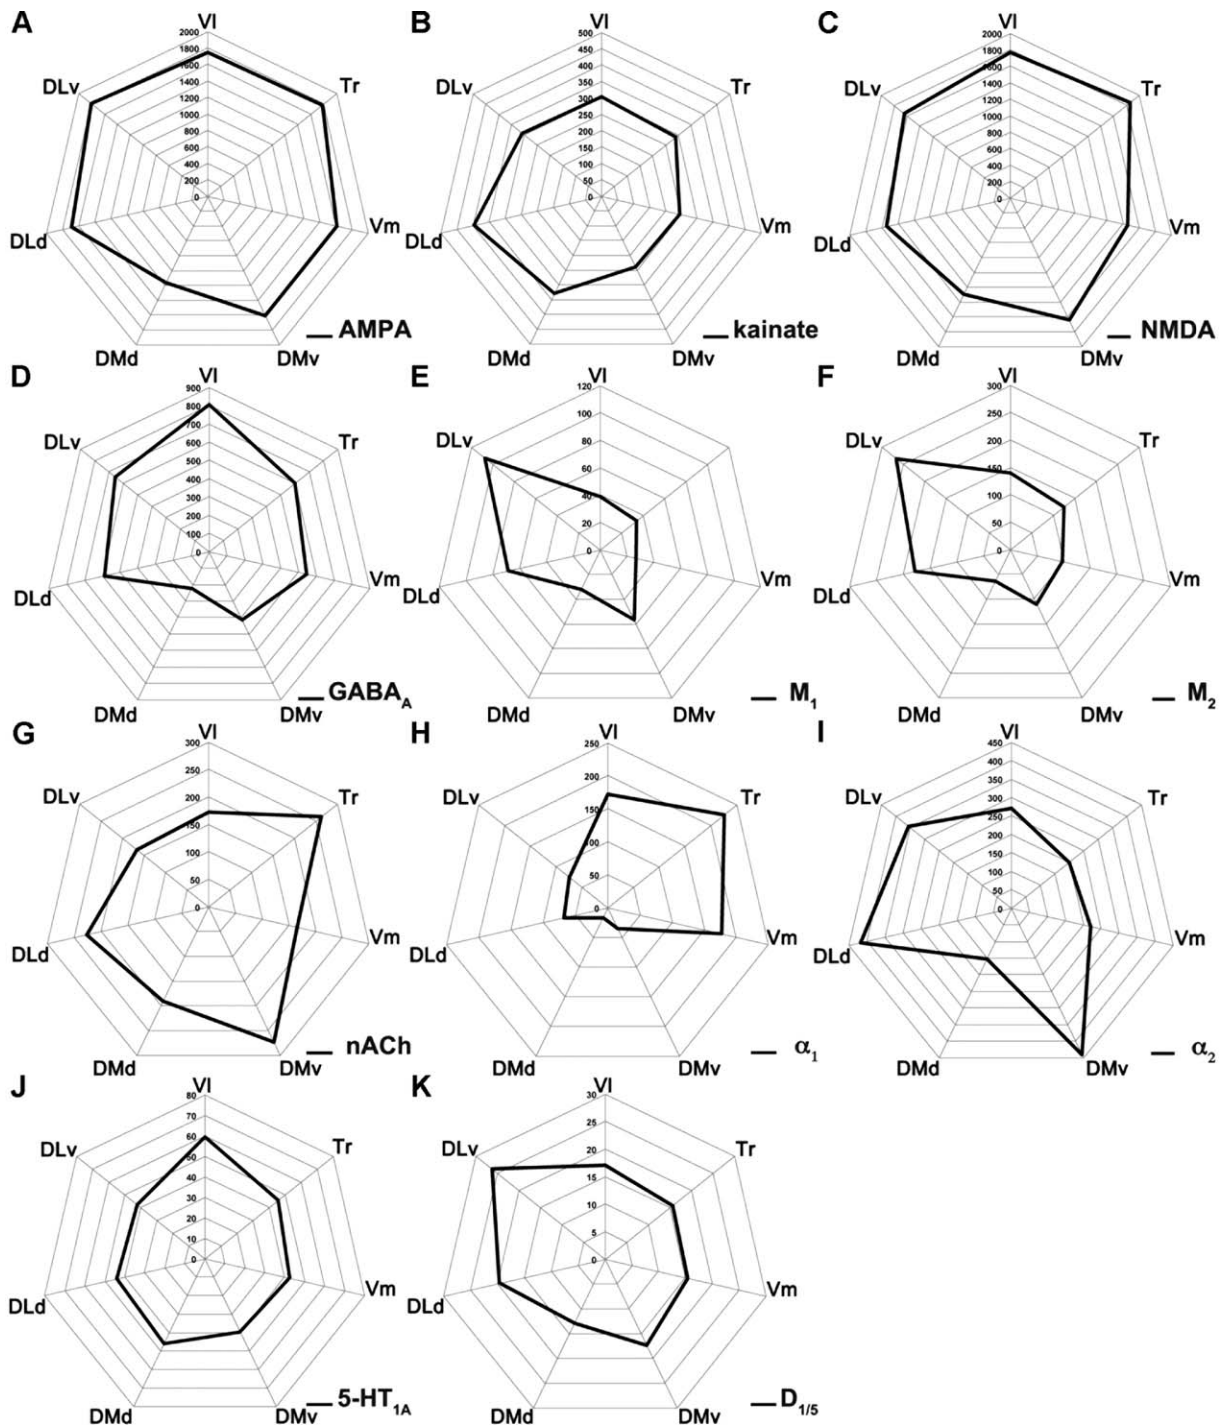 A
Vl
2000
1800
1600
1400
1200
1000
800
600
400
200
0
Tr
Vm
DMv
DMd
DLd
DLv
AMPA
B
Vl
500
450
400
350
300
250
200
150
100
50
0
Tr
Vm
DMv
DMd
DLd
DLv
kainate
C
Vl
2000
1800
1600
1400
1200
1000
800
600
400
200
0
Tr
Vm
DMv
DMd
DLd
DLv
NMDA
D
Vl
900
800
700
600
500
400
300
200
100
0
Tr
Vm
DMv
DMd
DLd
DLv
GABA_A
E
Vl
120
100
80
60
40
20
0
Vm
DMv
DMd
DLd
DLv
M₁
F
Vl
300
250
200
150
100
50
0
Tr
Vm
DMv
DMd
DLd
DLv
M₂
G
Vl
300
250
200
150
100
50
0
Tr
Vm
DMv
DMd
DLd
DLv
nACh
H
Vl
250
200
150
100
50
0
Tr
Vm
DMv
DMd
DLd
DLv
α₁
I
Vl
450
400
350
300
250
200
150
100
50
0
Tr
Vm
DMv
DMd
DLd
DLv
α₂
J
Vl
80
70
60
50
40
30
20
10
0
Tr
Vm
DMv
DMd
DLd
DLv
5-HT₁A
K
Vl
30
25
20
15
10
5
0
Tr
Vm
DMv
DMd
DLd
DLv
D₁/₅